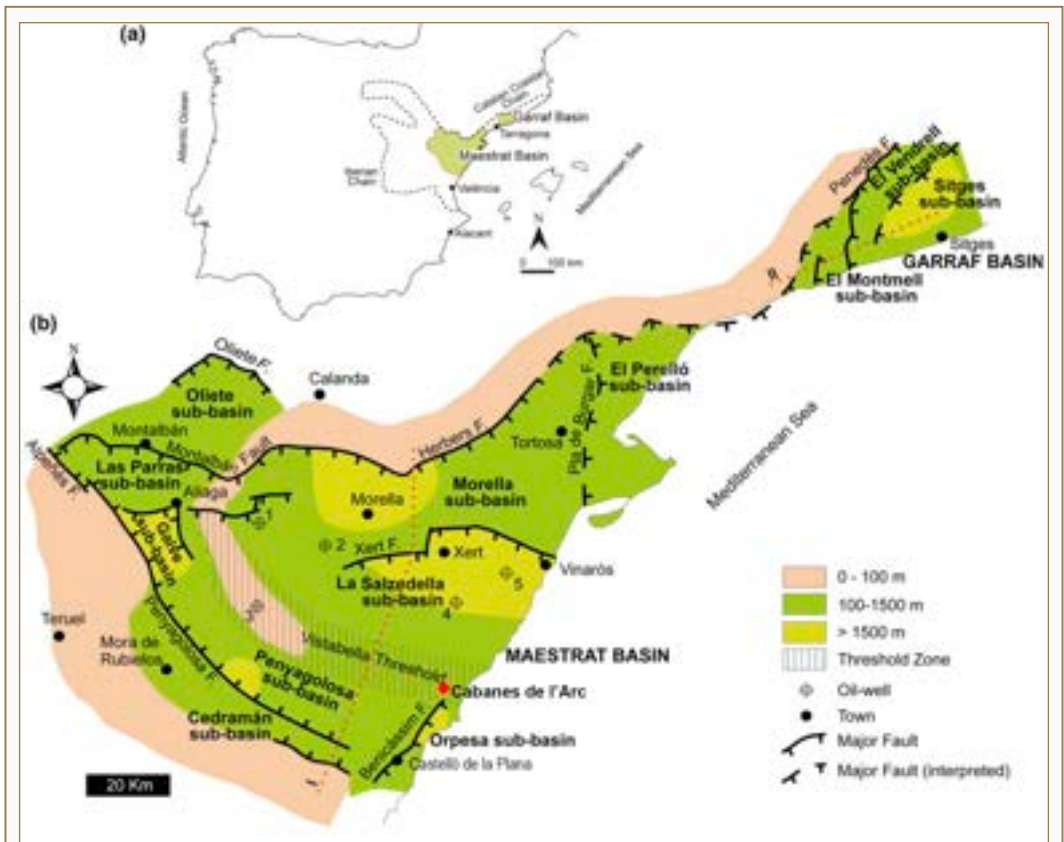 (a)
Atlantic Ocean
Catalan Coastal
Chain
Garraf Basin
Tarragona
Maestrat Basin
Iberian
Chain
València
Alacant
Mediterranean Sea
N
0 100 km
Penedès F.
El Vendrell
sub-basin
Sitges
sub-basin
Sitges
GARRAF BASIN
El Montmell
sub-basin
(b)
N
Oliete F.
Oliete
sub-basin
Calanda
Montalbán
Montalbán Fault
Herbers F.
El Perelló
sub-basin
Tortosa
Mediterranean Sea
Alpeñés F.
Las Parras
sub-basin
Aliaga
Morella
sub-basin
Morella
Galve
sub-basin
1
2
Xert F.
Xert
Vinaròs
La Salzedella
sub-basin
5
4
3
Teruel
Mora de
Rubielos
Penyagolosa F.
Vistabella Threshold
MAESTRAT BASIN
Penyagolosa
sub-basin
Cabanes de l'Arc
Cedramán
sub-basin
Benicàssim F.
Orpesa sub-basin
Castelló de la Plana
20 Km
0 - 100 m
100-1500 m
> 1500 m
Threshold Zone
Oil-well
Town
Major Fault
Major Fault (interpreted)